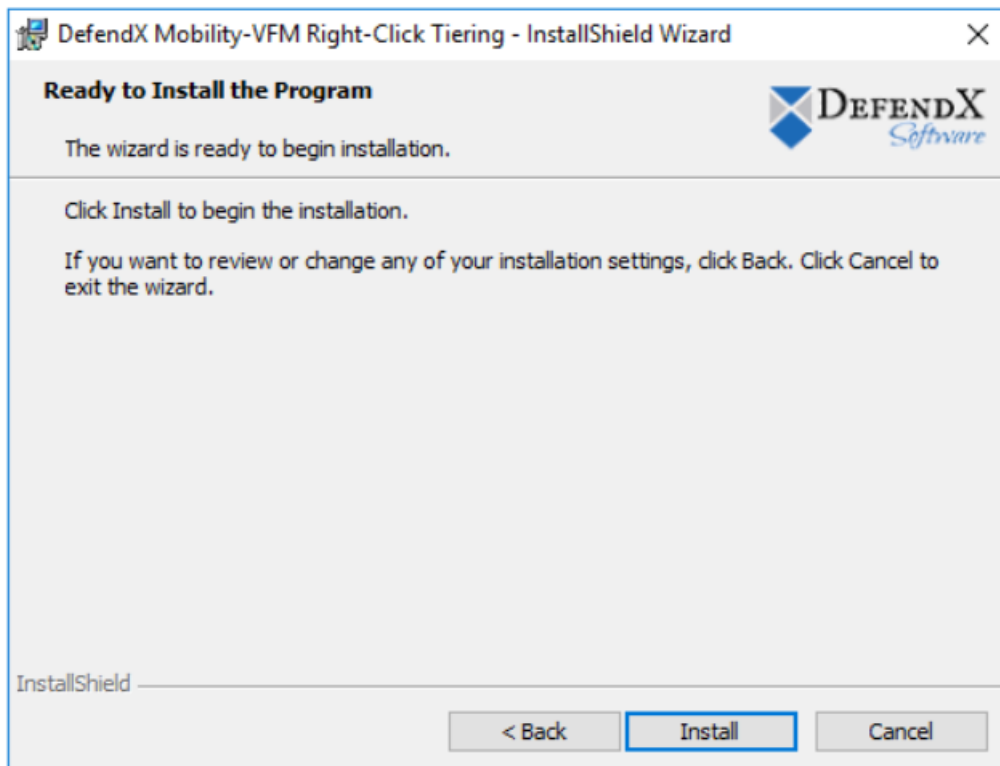 DefendX Mobility-VFM Right-Click Tiering - InstallShield Wizard
Ready to Install the Program
The wizard is ready to begin installation.
DEFENDX
Software
Click Install to begin the installation.
If you want to review or change any of your installation settings, click Back. Click Cancel to
exit the wizard.
InstallShield
< Back
Install
Cancel